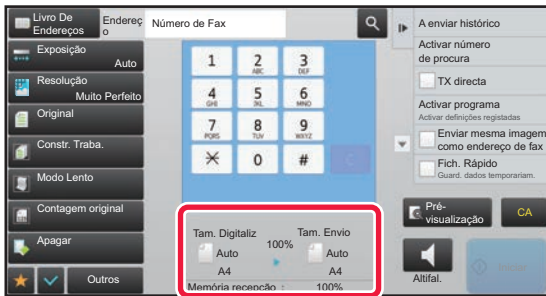 Livro De
Endereços
Endereç
o
Número de Fax
Exposição
Auto
Resolução
Muito Perfeito
Original
Constr. Traba.
Modo Lento
Contagem original
Apagar
Outros
1
2
ABC
3
DEF
4
GHI
5
JKL
6
MNO
7
PQRS
8
TUV
9
WXYZ
0
#
C
Tam. Digitaliz
100%
Tam. Envio
Auto
A4
Auto
A4
Memória recepção :
100%
A enviar histórico
Activar número
de procura
TX directa
Activar programa
Activar definições registadas
Enviar mesma imagem
como endereço de fax
Fich. Rápido
Guard. dados temporariam.
Pré-
visualização
CA
Altifal.